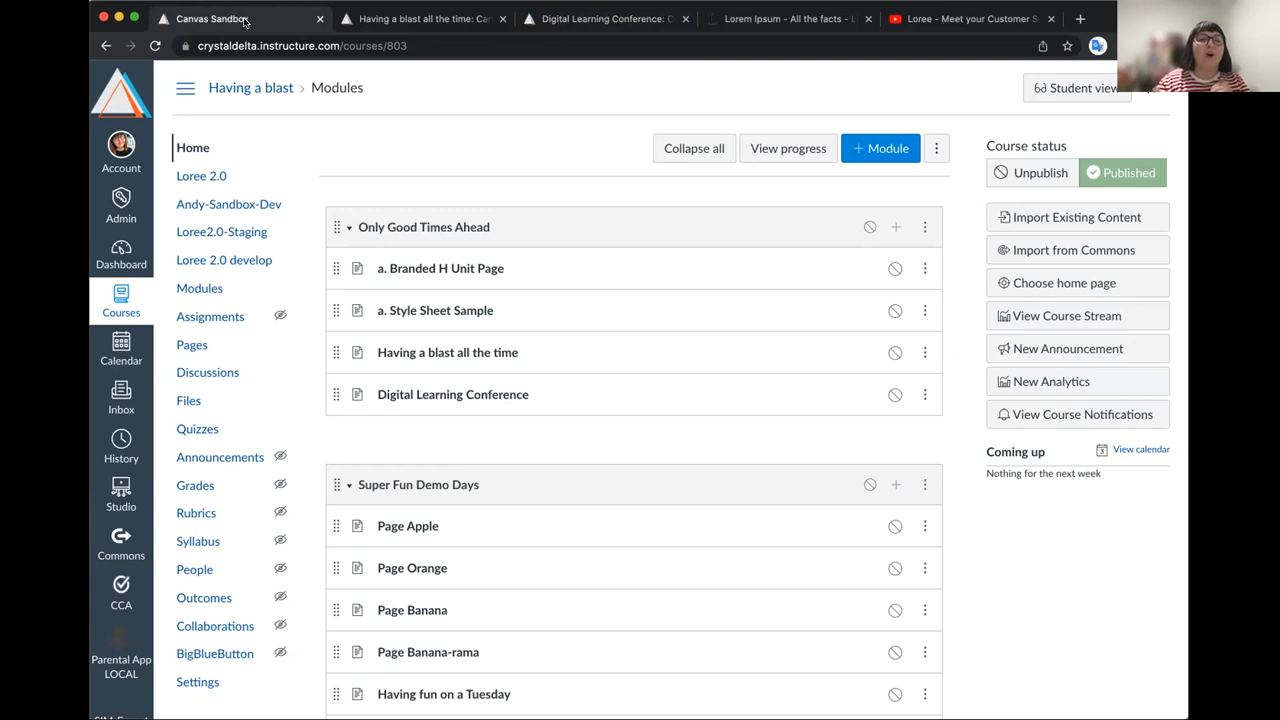 Canvas Sandbox
Having a blast all the time: Ca
Digital Learning Conference: C
Lorem Ipsum - All the facts - L
Loree - Meet your Customer S
crystaldelta.instructure.com/courses/803
Having a blast › Modules
Student view
Account
Admin
Dashboard
Courses
Calendar
Inbox
History
Studio
Commons
CCA
Parental App
LOCAL
Home
Loree 2.0
Andy-Sandbox-Dev
Loree2.0-Staging
Loree 2.0 develop
Modules
Assignments
Pages
Discussions
Files
Quizzes
Announcements
Grades
Rubrics
Syllabus
People
Outcomes
Collaborations
BigBlueButton
Settings
Collapse all
View progress
+ Module
Only Good Times Ahead
a. Branded H Unit Page
a. Style Sheet Sample
Having a blast all the time
Digital Learning Conference
Super Fun Demo Days
Page Apple
Page Orange
Page Banana
Page Banana-rama
Having fun on a Tuesday
Course status
Unpublish
Published
Import Existing Content
Import from Commons
Choose home page
View Course Stream
New Announcement
New Analytics
View Course Notifications
Coming up
View calendar
Nothing for the next week